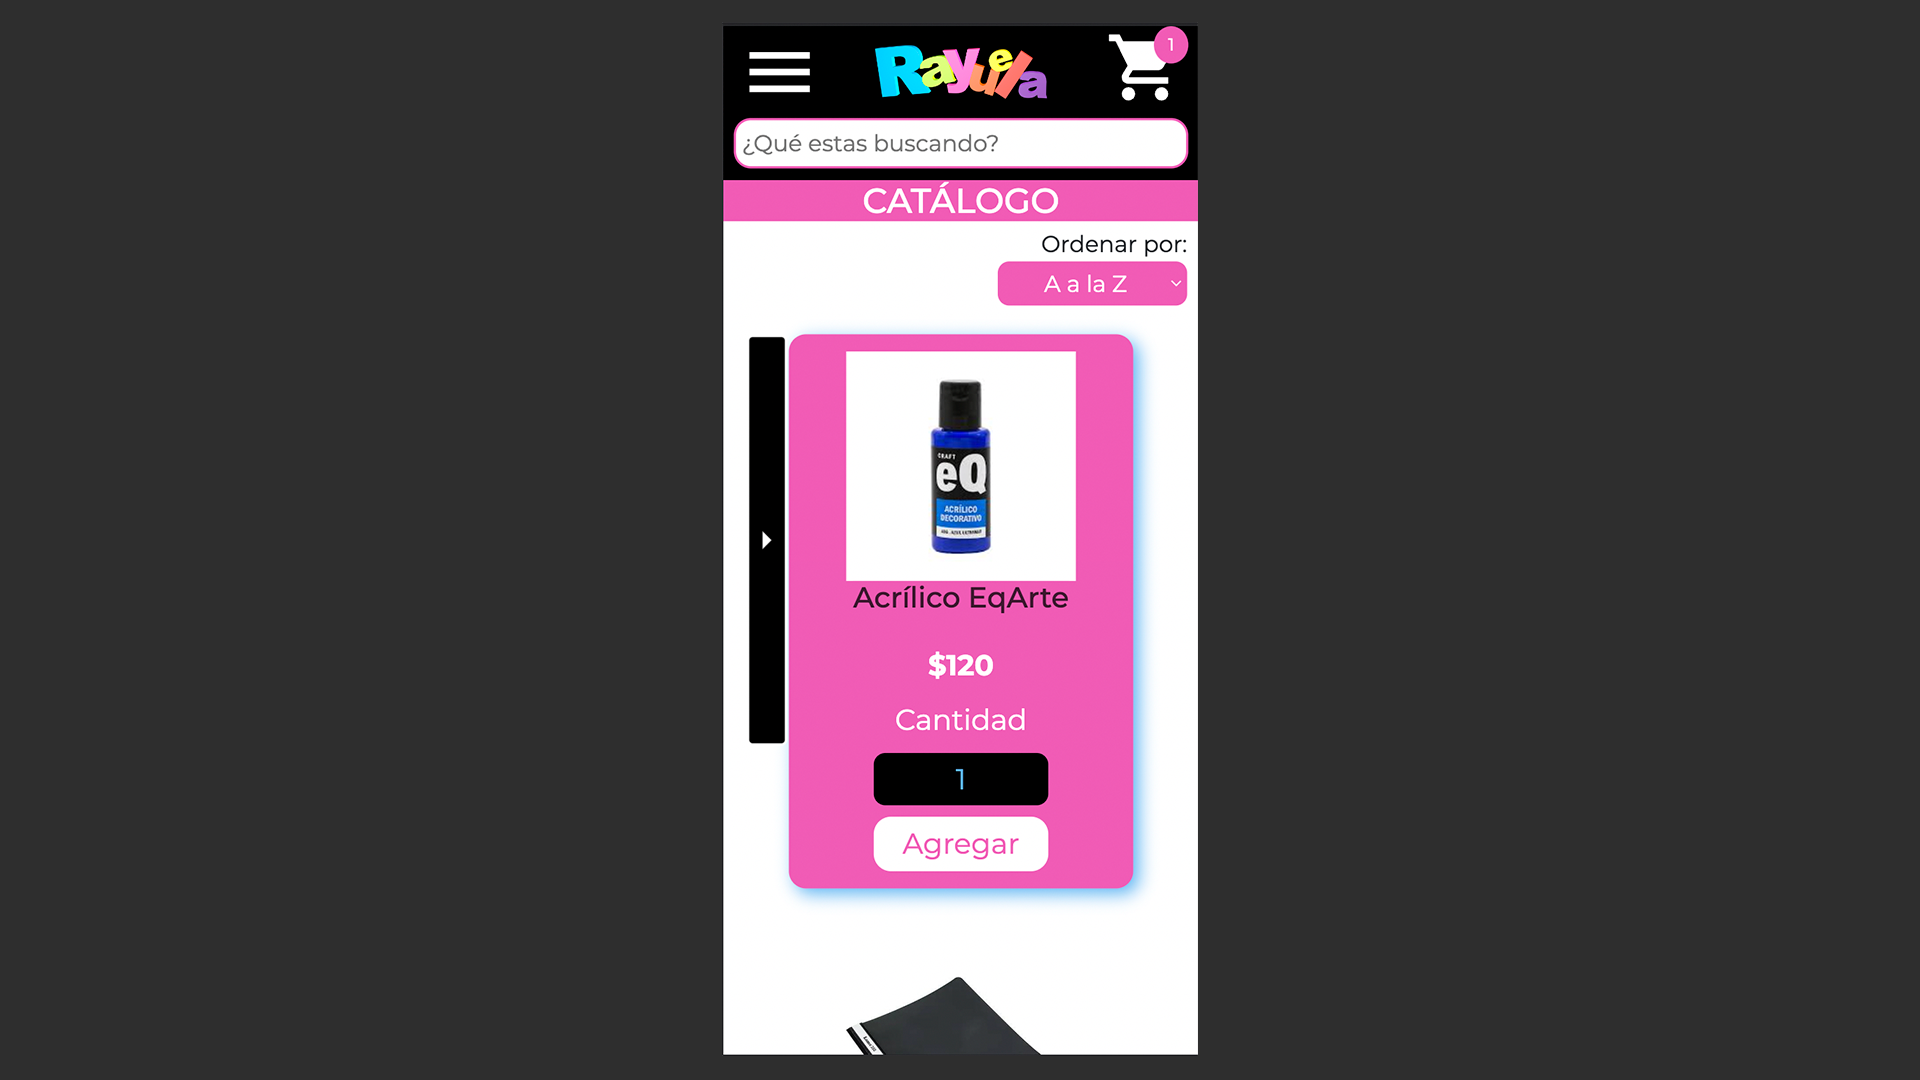 Rayuela
1
¿Qué estas buscando?
CATÁLOGO
Ordenar por:
A a la Z
CRAFT
eQ
ACRÍLICO
DECORATIVO
Acrílico EqArte
$120
Cantidad
1
Agregar